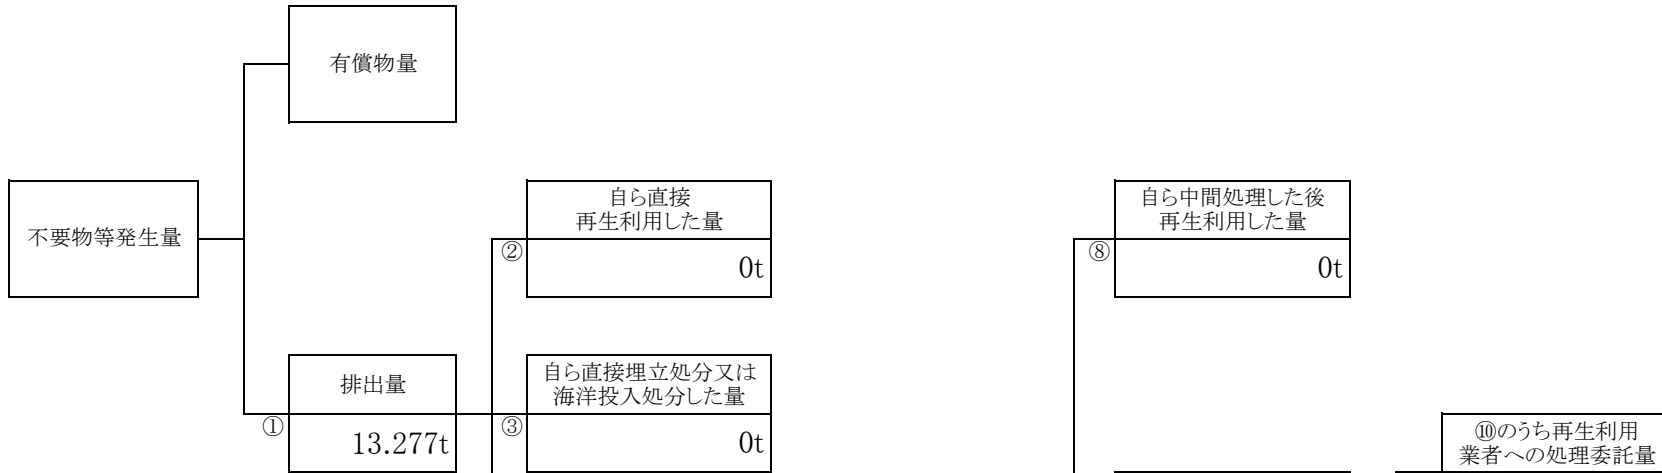 有償物量
不要物等発生量
自ら直接
再生利用した量
②
0t
自ら中間処理した後
再生利用した量
⑧
0t
排出量
①
13.277t
自ら直接埋立処分又は
海洋投入処分した量
③
0t
⑩のうち再生利用
業者への処理委託量